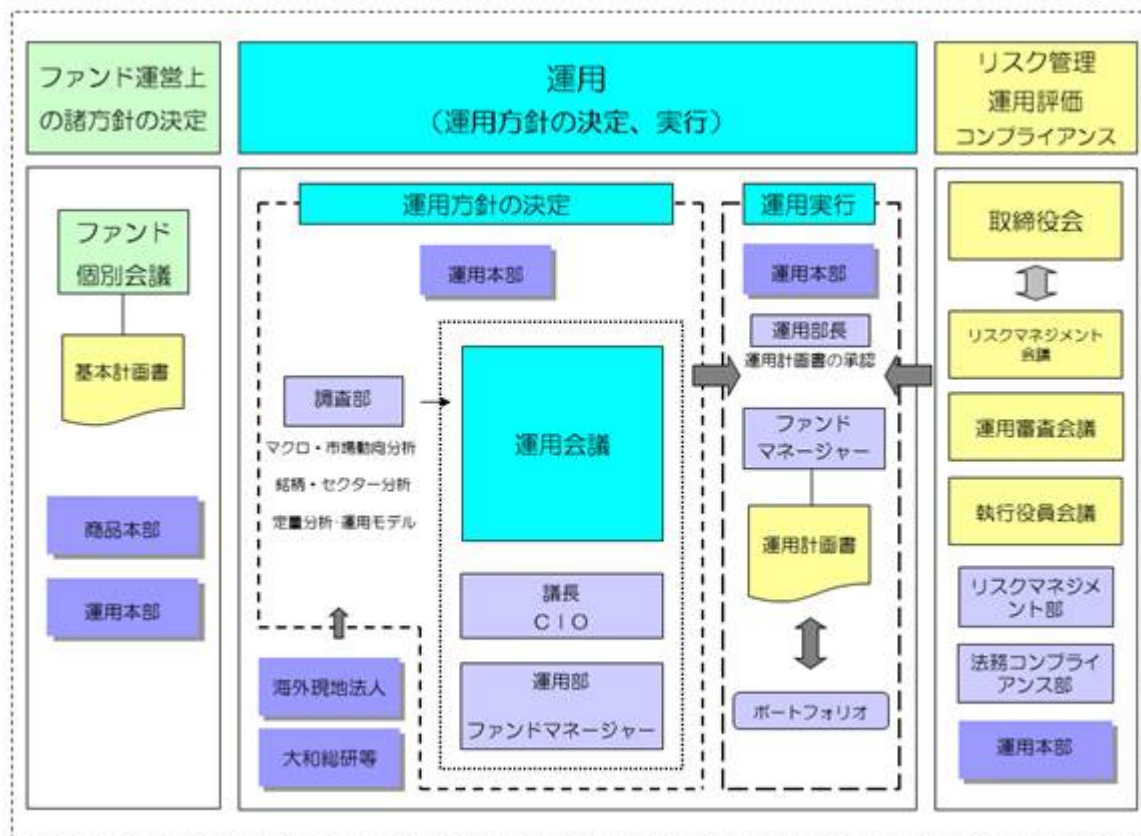 ファンド運営上
の諸方針の決定
運用
(運用方針の決定、実行)
リスク管理
運用評価
コンプライアンス
ファンド
個別会議
基本計画書
商品本部
運用本部
運用方針の決定
運用本部
調査部
マクロ・市場動向分析
銘柄・セクター分析
定量分析・運用モデル
運用会議
議長
CIO
運用部
ファンドマネージャー
海外現地法人
大和総研等
運用実行
運用本部
運用部長
運用計画書の承認
ファンド
マネージャー
運用計画書
ポートフォリオ
取締役会
リスクマネジメント
会議
運用審査会議
執行役員会議
リスクマネジメ
ント部
法務コンプライ
アンス部
運用本部